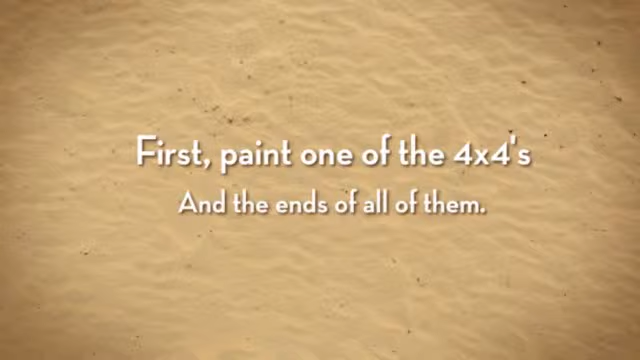 First, paint one of the 4x4's
And the ends of all of them.